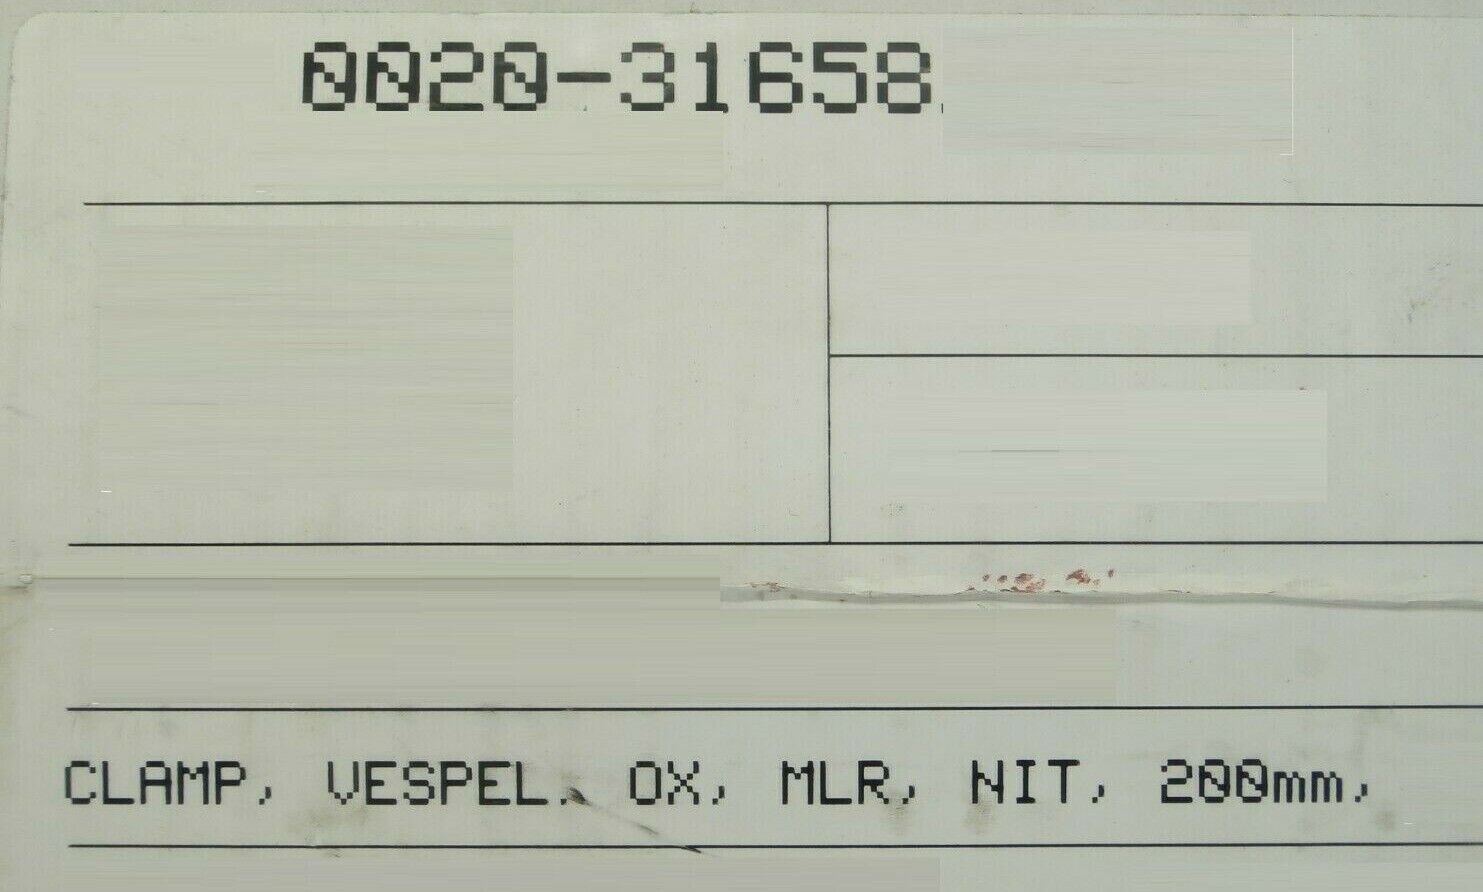 0020-31658
CLAMP, VESPEL, OX, MLR, NIT, 200mm,